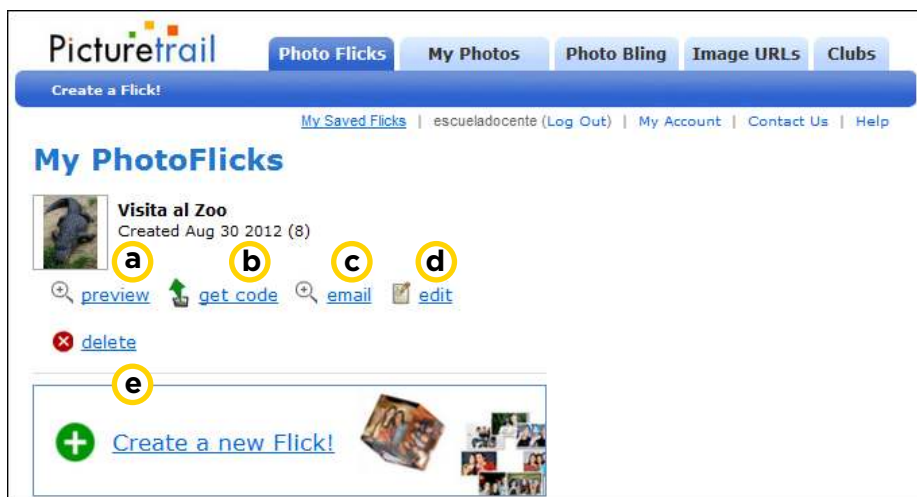 Picturetrail
Photo Flicks My Photos Photo Bling Image URLs Clubs
Create a Flick!
My Saved Flicks | escueladocente (Log Out) | My Account | Contact Us | Help
My PhotoFlicks
Visita al Zoo
Created Aug 30 2012 (8)
a b c d
preview get code email edit
delete
e
Create a new Flick!